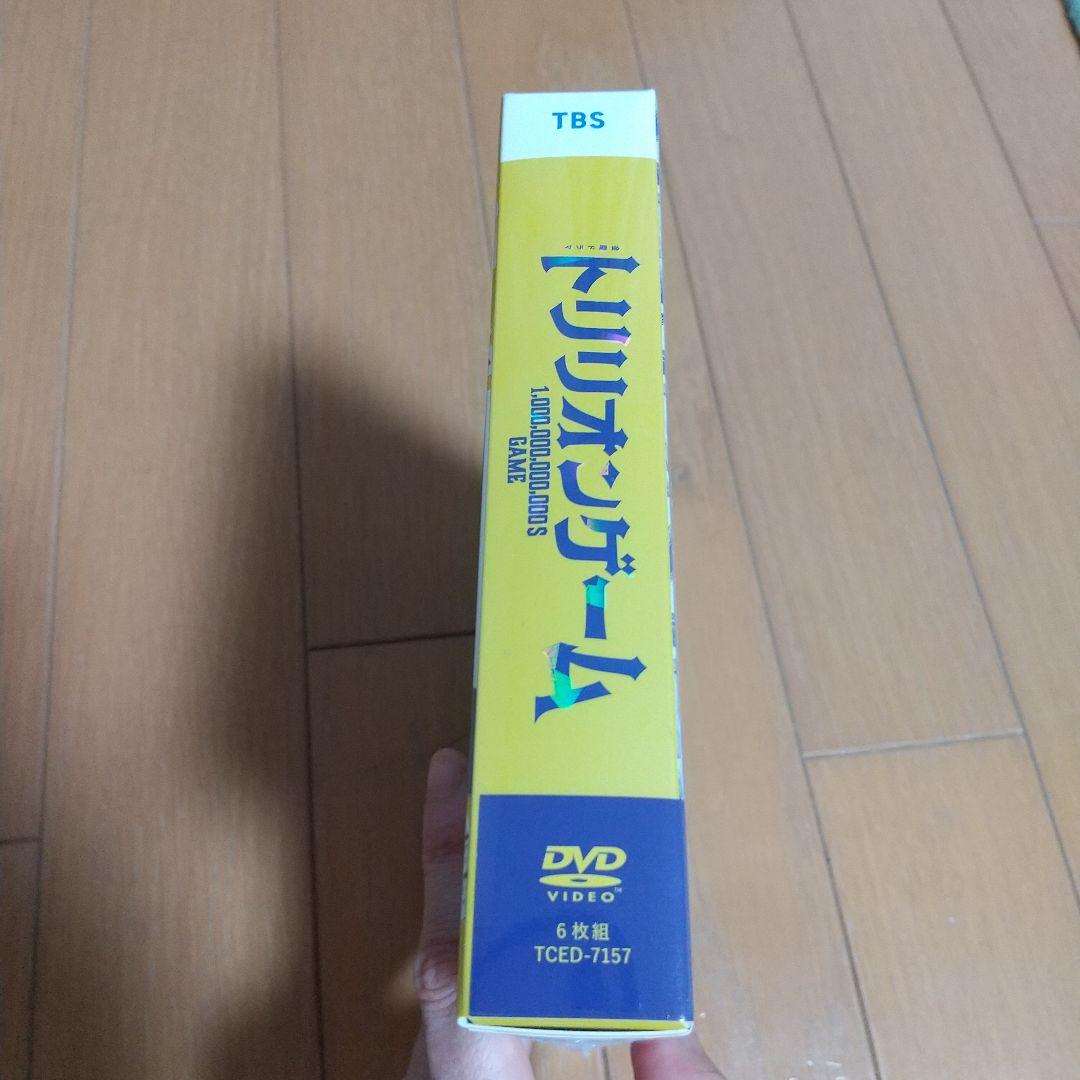 TBS
金曜ドラマ
トリリオンゲーム
1,000,000,000,000 $
GAME
DVD
VIDEO™
6枚組
TCED-7157